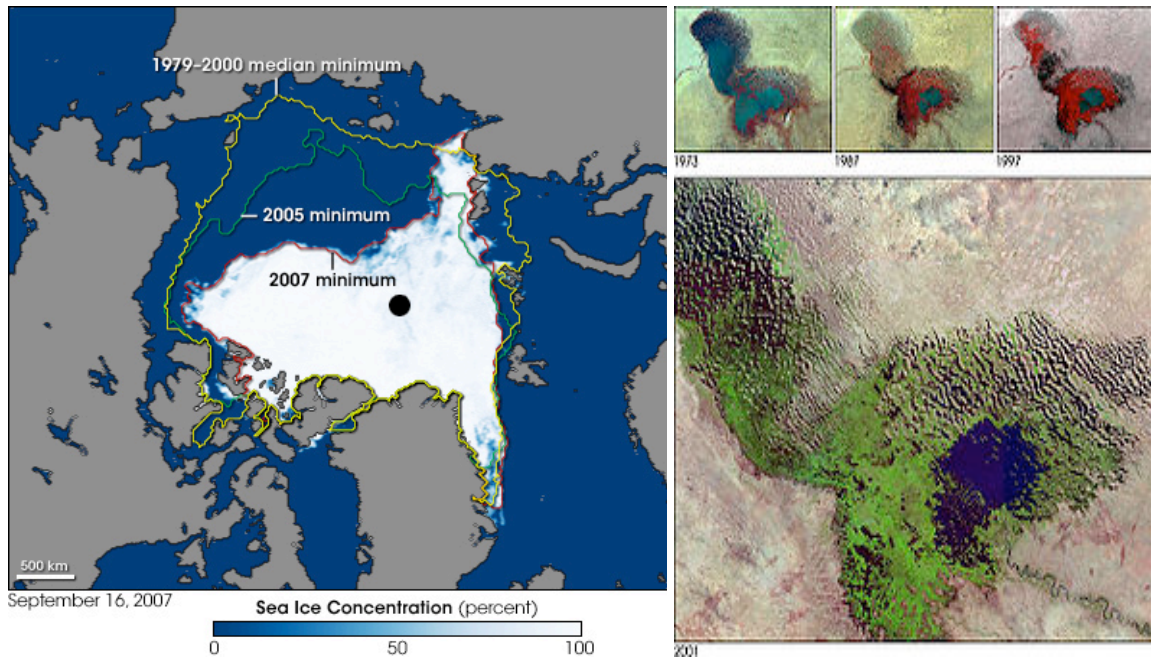 1979–2000 median minimum
2005 minimum
2007 minimum
500 km
September 16, 2007
Sea Ice Concentration (percent)
0 50 100
1973 1987 1997
2001